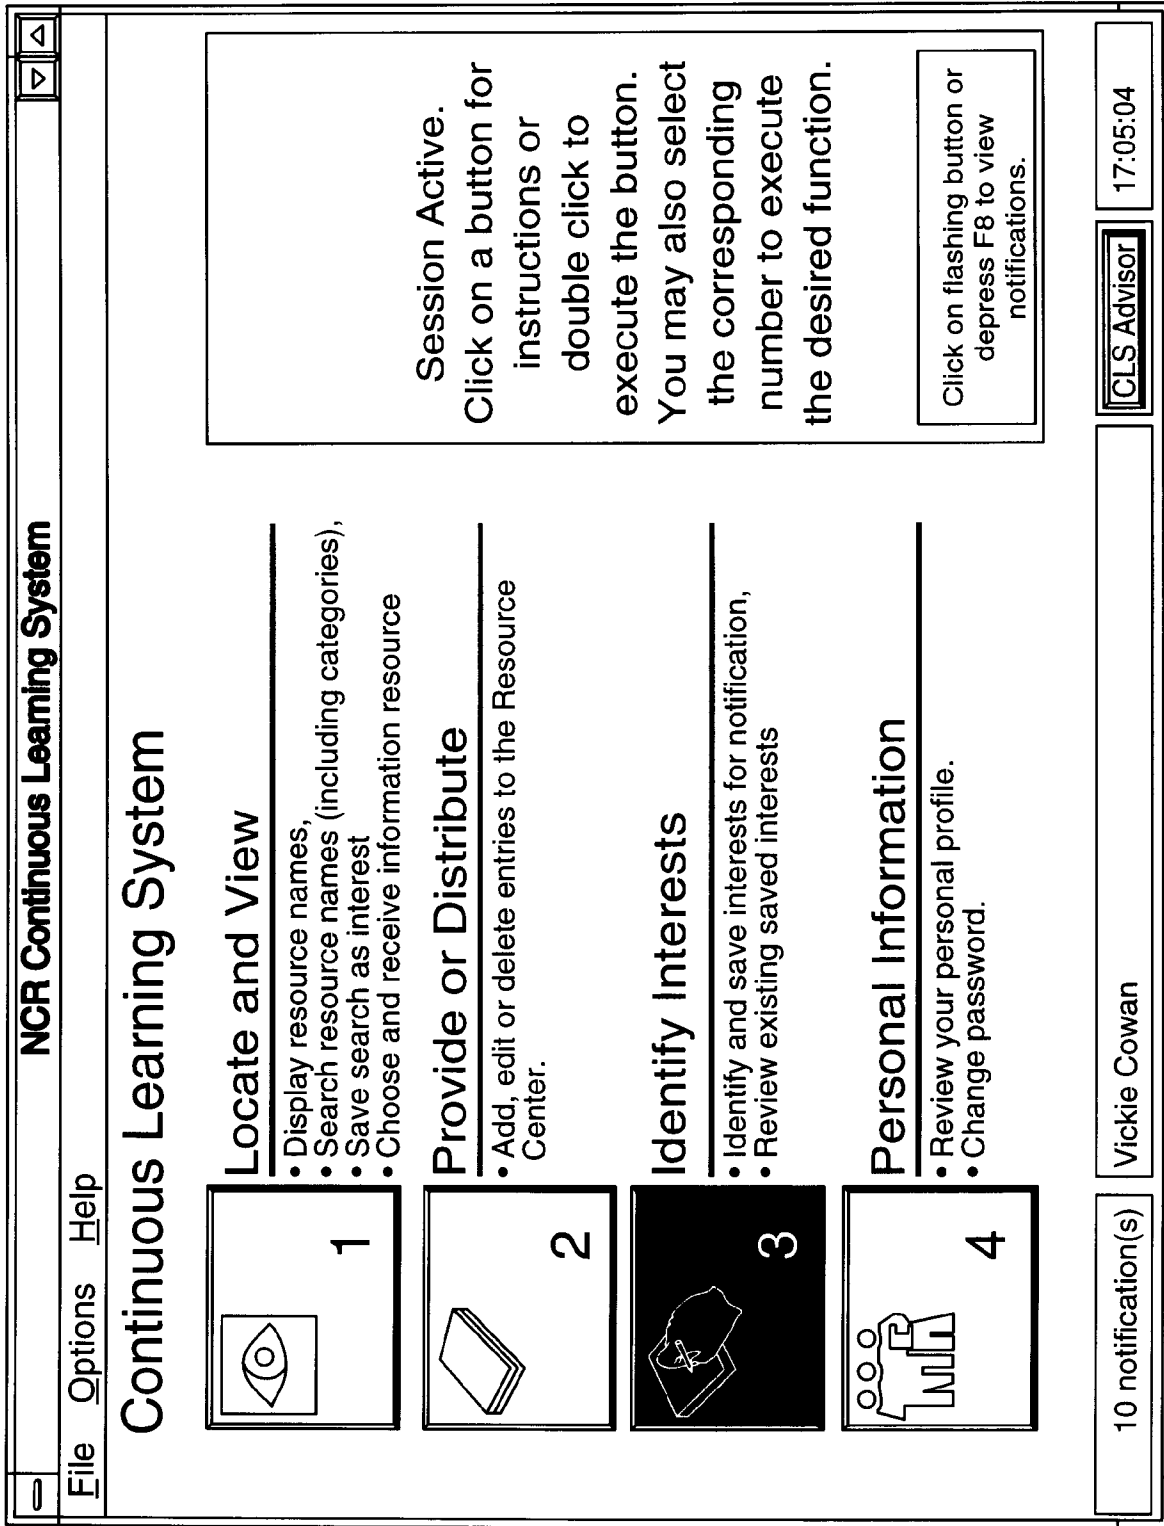 NCR Continuous Learning System
File Options Help
Continuous Learning System
1
Locate and View
• Display resource names,
• Search resource names (including categories),
• Save search as interest
• Choose and receive information resource
2
Provide or Distribute
• Add, edit or delete entries to the Resource
Center.
3
Identify Interests
• Identify and save interests for notification,
• Review existing saved interests
4
Personal Information
• Review your personal profile.
• Change password.
Session Active.
Click on a button for
instructions or
double click to
execute the button.
You may also select
the corresponding
number to execute
the desired function.
Click on flashing button or
depress F8 to view
notifications.
10 notification(s)
Vickie Cowan
CLS Advisor
17:05:04